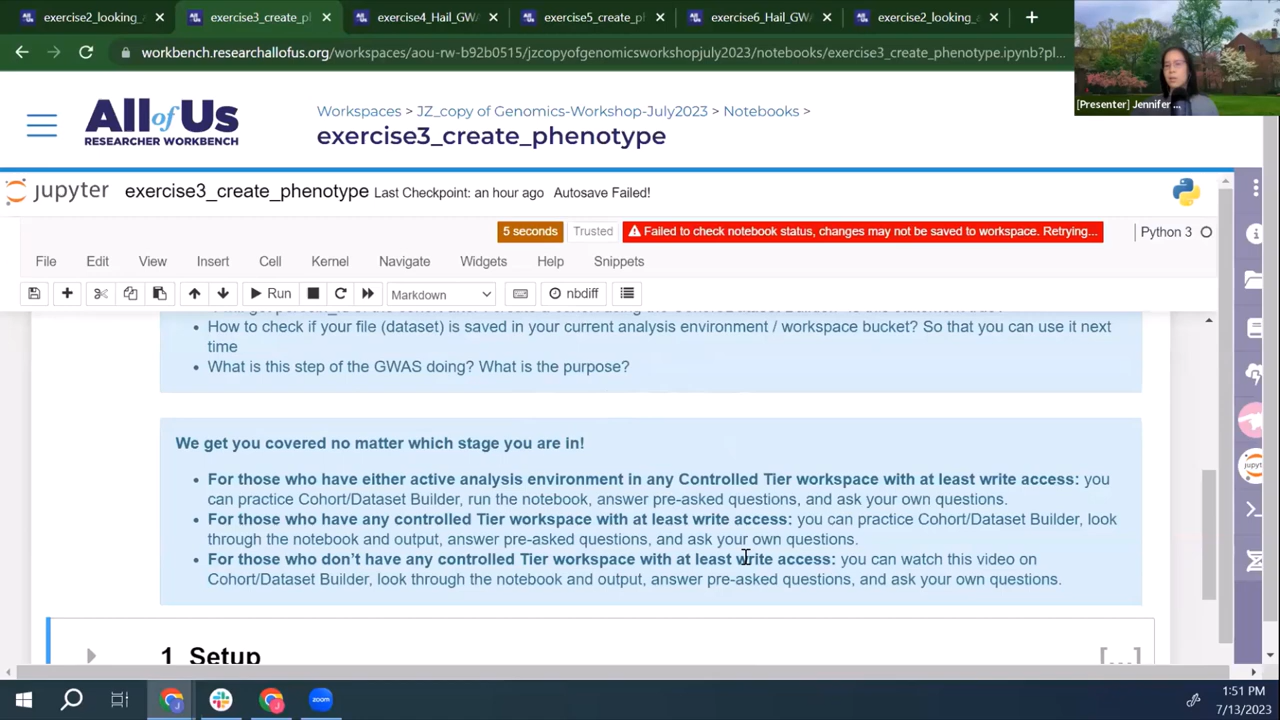 exercise2_looking_
exercise3_create_p
exercise4_Hail_GWA
exercise5_create_p
exercise6_Hail_GW
exercise2_looking_
workbench.researchallofus.org/workspaces/aou-rw-b92b0515/jzcopyofgenomicsworkshopjuly2023/notebooks/exercise3_create_phenotype.ipynb?pl...
[Presenter] Jennifer ...
All of Us
RESEARCHER WORKBENCH
Workspaces > JZ_copy of Genomics-Workshop-July2023 > Notebooks >
exercise3_create_phenotype
jupyter exercise3_create_phenotype Last Checkpoint: an hour ago Autosave Failed!
5 seconds Trusted Failed to check notebook status, changes may not be saved to workspace. Retrying... Python 3
File Edit View Insert Cell Kernel Navigate Widgets Help Snippets
Run Markdown nbdiff
• How to check if your file (dataset) is saved in your current analysis environment / workspace bucket? So that you can use it next
time
• What is this step of the GWAS doing? What is the purpose?
We get you covered no matter which stage you are in!
• For those who have either active analysis environment in any Controlled Tier workspace with at least write access: you
can practice Cohort/Dataset Builder, run the notebook, answer pre-asked questions, and ask your own questions.
• For those who have any controlled Tier workspace with at least write access: you can practice Cohort/Dataset Builder, look
through the notebook and output, answer pre-asked questions, and ask your own questions.
• For those who don't have any controlled Tier workspace with at least write access: you can watch this video on
Cohort/Dataset Builder, look through the notebook and output, answer pre-asked questions, and ask your own questions.
1 Setup
[...]
zoom
1:51 PM
7/13/2023